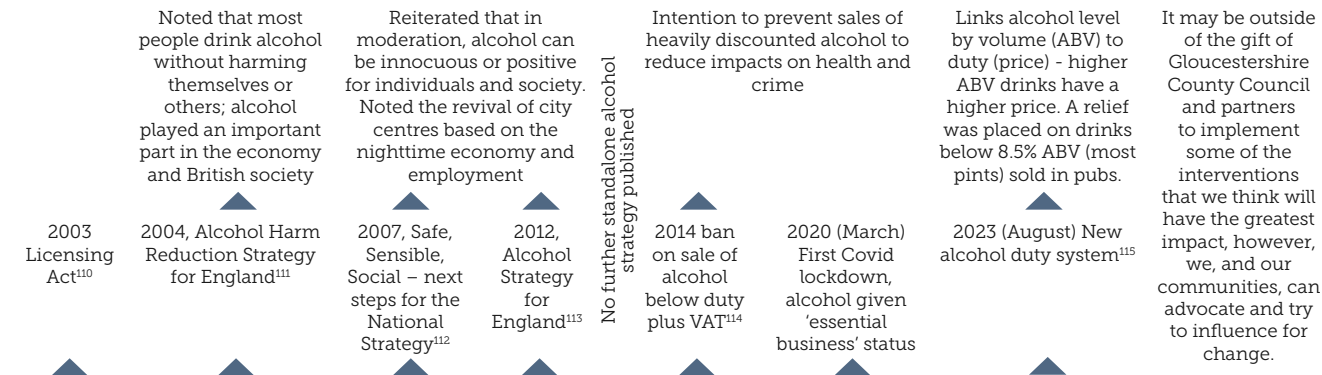 Noted that most
people drink alcohol
without harming
themselves or
others; alcohol
played an important
part in the economy
and British society
Reiterated that in
moderation, alcohol can
be innocuous or positive
for individuals and society.
Noted the revival of city
centres based on the
nighttime economy and
employment
No further standalone alcohol
strategy published
Intention to prevent sales of
heavily discounted alcohol to
reduce impacts on health and
crime
Links alcohol level
by volume (ABV) to
duty (price) - higher
ABV drinks have a
higher price. A relief
was placed on drinks
below 8.5% ABV (most
pints) sold in pubs.
It may be outside
of the gift of
Gloucestershire
County Council
and partners
to implement
some of the
interventions
that we think will
have the greatest
impact, however,
we, and our
communities, can
advocate and try
to influence for
change.
2003
Licensing
Act¹¹⁰
2004, Alcohol Harm
Reduction Strategy
for England¹¹¹
2007, Safe,
Sensible,
Social – next
steps for the
National
Strategy¹¹²
2012,
Alcohol
Strategy
for
England¹¹³
2014 ban
on sale of
alcohol
below duty
plus VAT¹¹⁴
2020 (March)
First Covid
lockdown,
alcohol given
‘essential
business’ status
2023 (August) New
alcohol duty system¹¹⁵